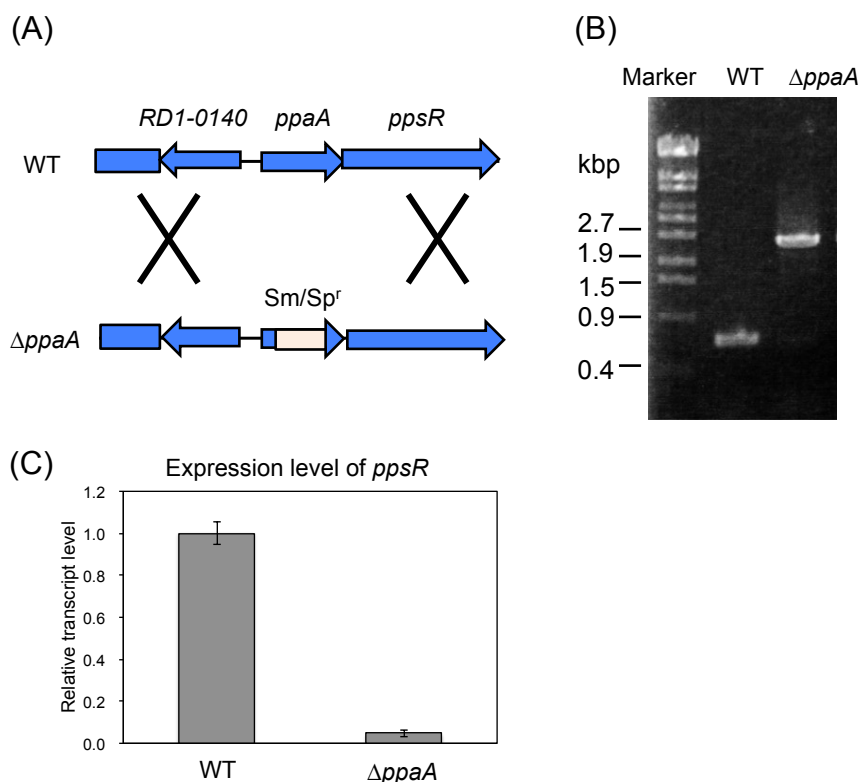 (A)
RD1-0140 ppaA ppsR
WT
Sm/Spʳ
ΔppaA
(B)
Marker WT ΔppaA
kbp
2.7
1.9
1.5
0.9
0.4
(C)
Expression level of ppsR
Relative transcript level
1.2
1.0
0.8
0.6
0.4
0.2
0.0
WT ΔppaA